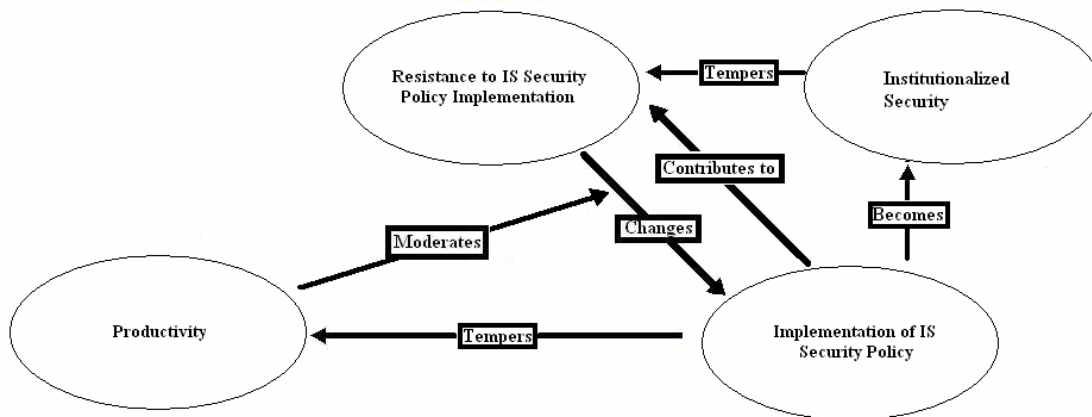 Resistance to IS Security
Policy Implementation
Tempers
Institutionalized
Security
Contributes to
Becomes
Changes
Moderates
Productivity
Tempers
Implementation of IS
Security Policy